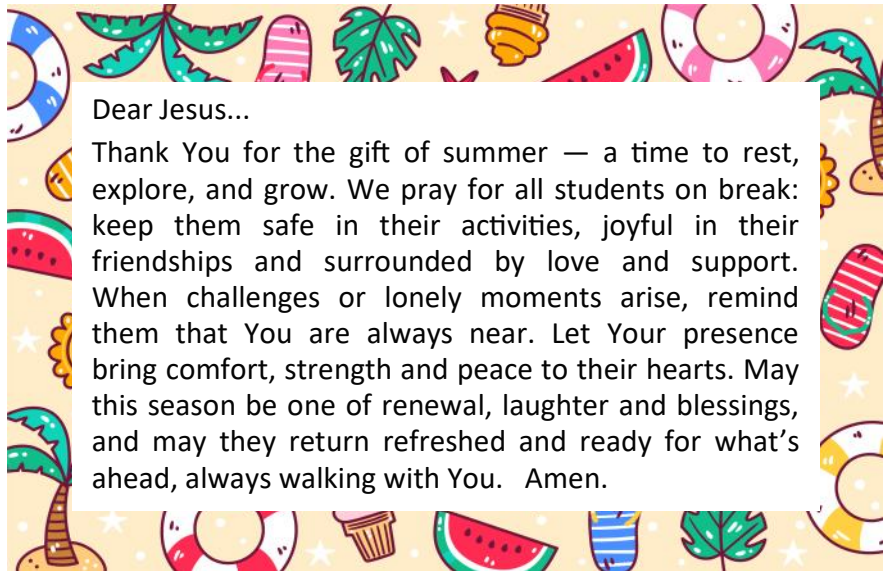 Dear Jesus...
Thank You for the gift of summer — a time to rest,
explore, and grow. We pray for all students on break:
keep them safe in their activities, joyful in their
friendships and surrounded by love and support.
When challenges or lonely moments arise, remind
them that You are always near. Let Your presence
bring comfort, strength and peace to their hearts. May
this season be one of renewal, laughter and blessings,
and may they return refreshed and ready for what's
ahead, always walking with You.   Amen.